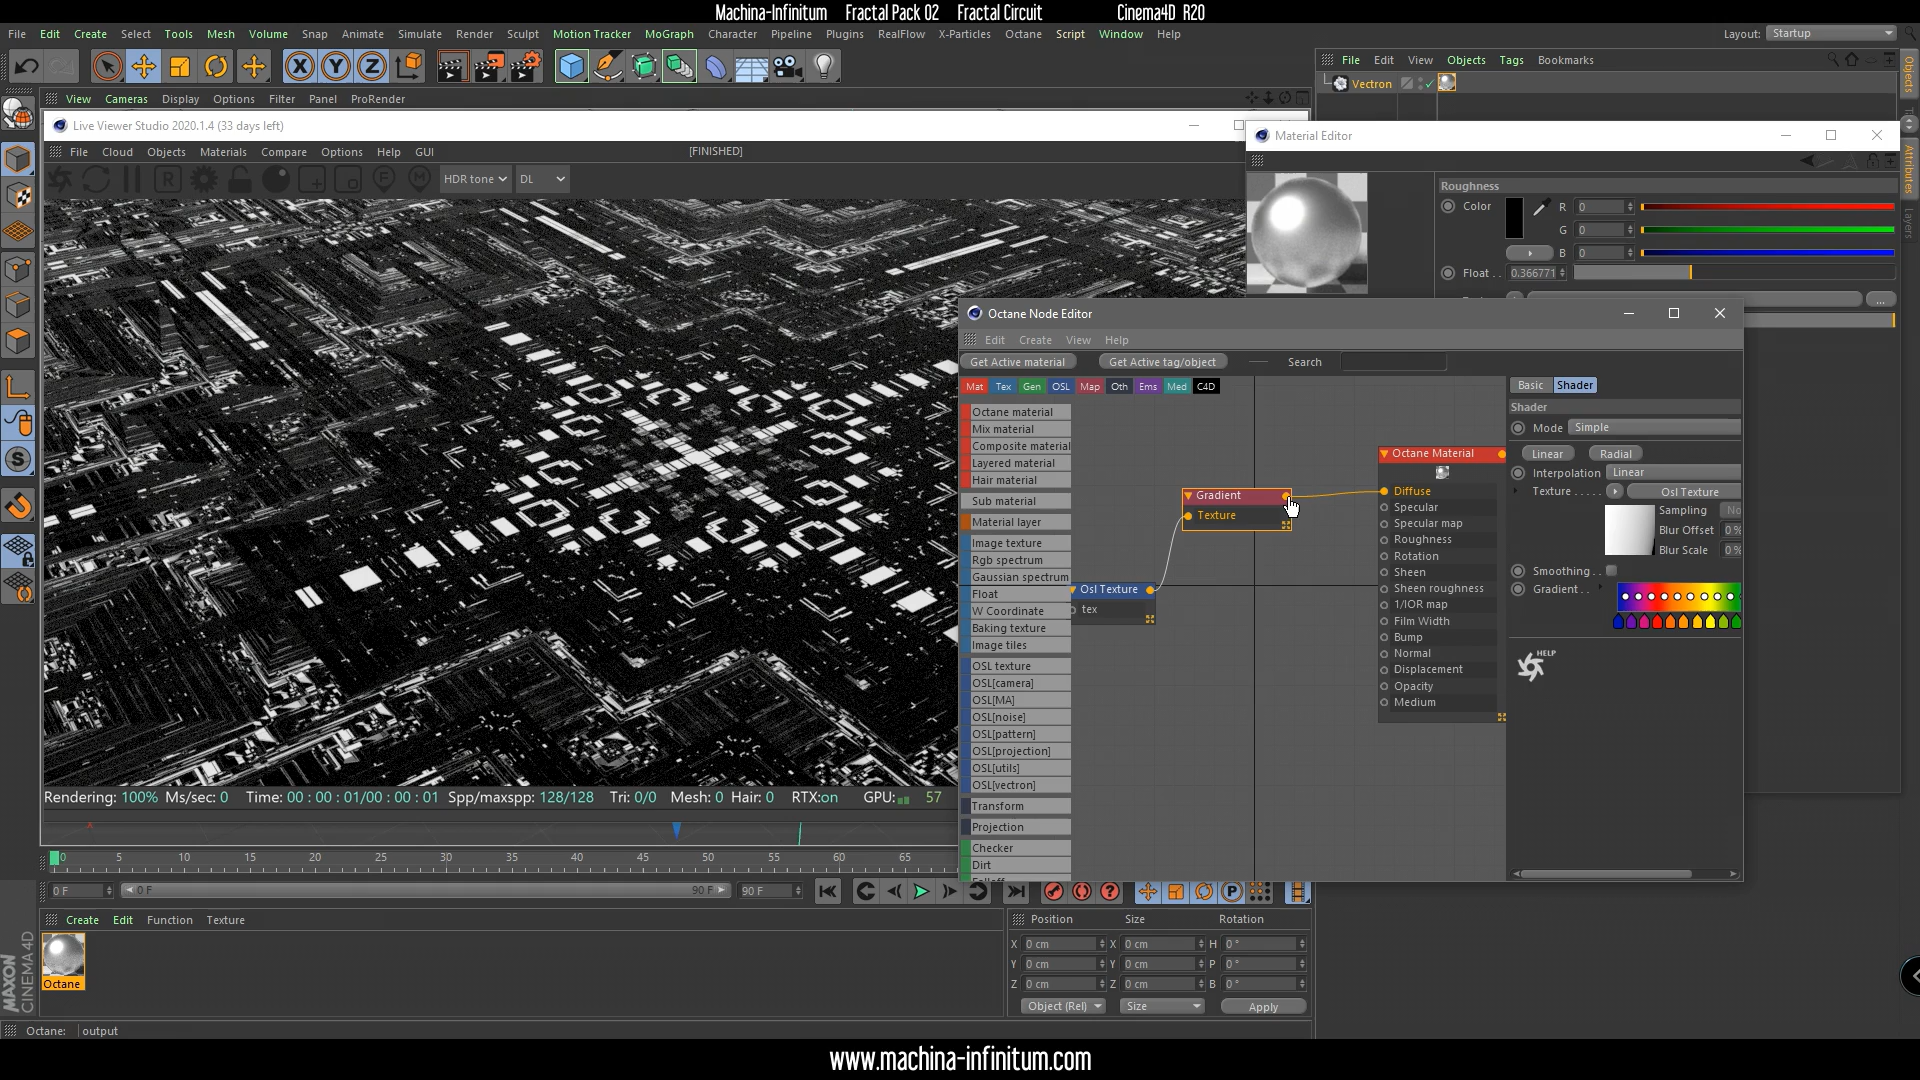 Machina-Infinitum Fractal Pack 02 Fractal Circuit Cinema4D R20
File Edit Create Select Tools Mesh Volume Snap Animate Simulate Render Sculpt Motion Tracker MoGraph Character Pipeline Plugins RealFlow X-Particles Octane Script Window Help Layout: Startup
File Edit View Objects Tags Bookmarks
Vectron
View Cameras Display Options Filter Panel ProRender
Live Viewer Studio 2020.1.4 (33 days left)
File Cloud Objects Materials Compare Options Help GUI [FINISHED]
HDR tone DL
Material Editor
Roughness
Color R 0
G 0
B 0
Float . . 0.366771
...
Octane Node Editor
Edit Create View Help
Get Active material Get Active tag/object Search
Mat Tex Gen OSL Map Oth Ems Med C4D
Octane material
Mix material
Composite material
Layered material
Hair material
Sub material
Material layer
Image texture
Rgb spectrum
Gaussian spectrum
Float
W Coordinate
Baking texture
Image tiles
OSL texture
OSL[camera]
OSL[MA]
OSL[noise]
OSL[pattern]
OSL[projection]
OSL[utils]
OSL[vectron]
Transform
Projection
Checker
Dirt
Gradient
Texture
Osl Texture
tex
Octane Material
Diffuse
Specular
Specular map
Roughness
Rotation
Sheen
Sheen roughness
1/IOR map
Film Width
Bump
Normal
Displacement
Opacity
Medium
Basic Shader
Shader
Mode Simple
Linear Radial
Interpolation Linear
Texture . . . . . Osl Texture
Sampling No
Blur Offset 0 %
Blur Scale 0 %
Smoothing . .
Gradient . .
HELP
Objects
Attributes
Layers
Rendering: 100% Ms/sec: 0 Time: 00 : 00 : 01/00 : 00 : 01 Spp/maxspp: 128/128 Tri: 0/0 Mesh: 0 Hair: 0 RTX:on GPU: 57
0 5 10 15 20 25 30 35 40 45 50 55 60 65
0 F 0 F 90 F 90 F
Create Edit Function Texture
Octane
Position Size Rotation
X 0 cm X 0 cm H 0 °
Y 0 cm Y 0 cm P 0 °
Z 0 cm Z 0 cm B 0 °
Object (Rel) Size Apply
MAXON
CINEMA 4D
Octane: output
www.machina-infinitum.com